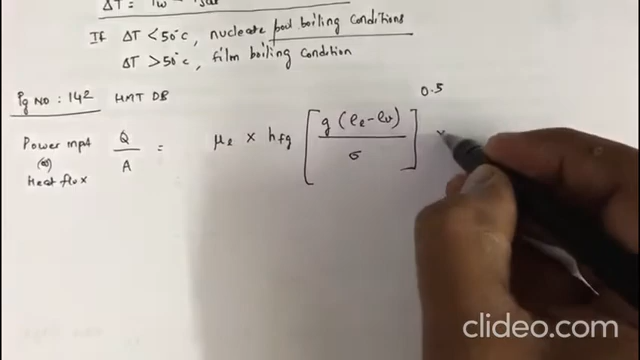 ΔT = Tw - Tsat
If ΔT < 50°c, nucleate pool boiling conditions
ΔT > 50°c, film boiling condition
Pg No : 142 HMT DB
Power input Q/A = μℓ × hfg [g (ρℓ - ρv) / σ]^0.5 ×
(or)
Heat flux
clideo.com